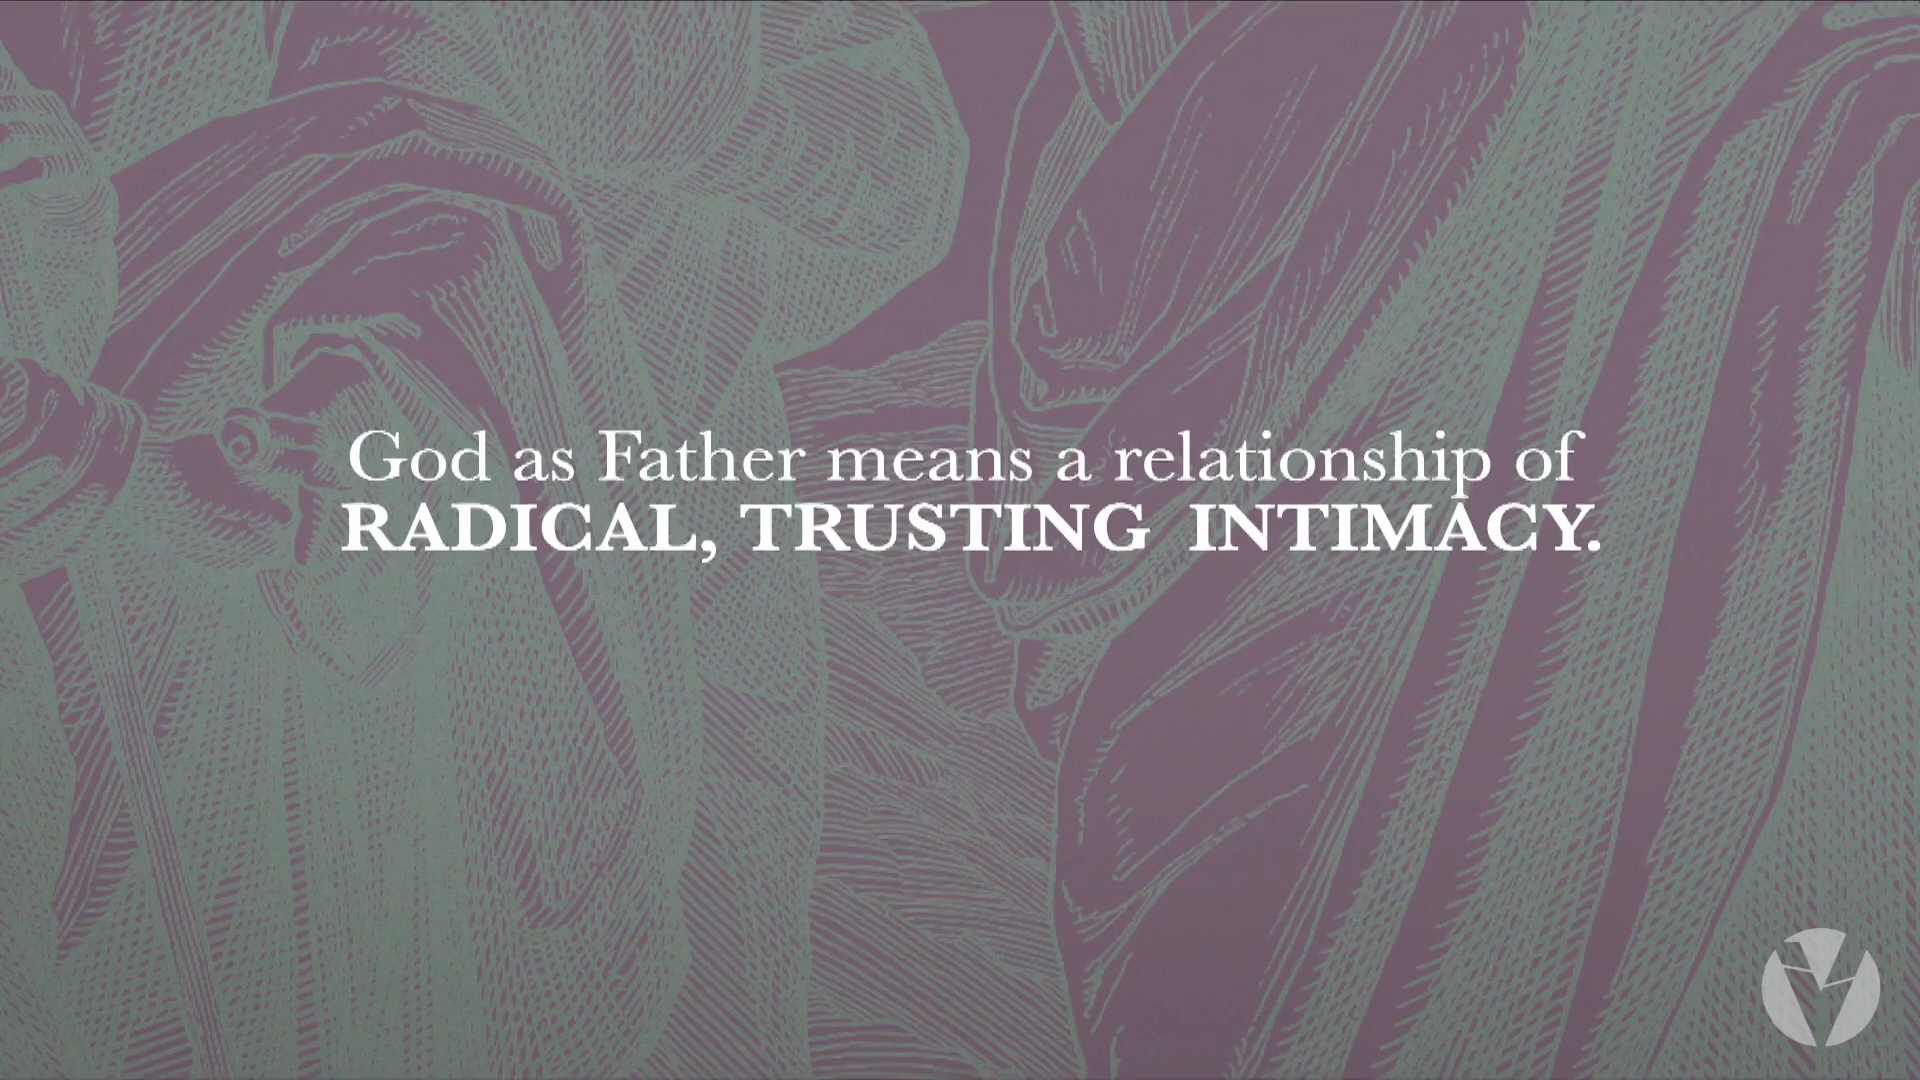 God as Father means a relationship of
RADICAL, TRUSTING INTIMACY.